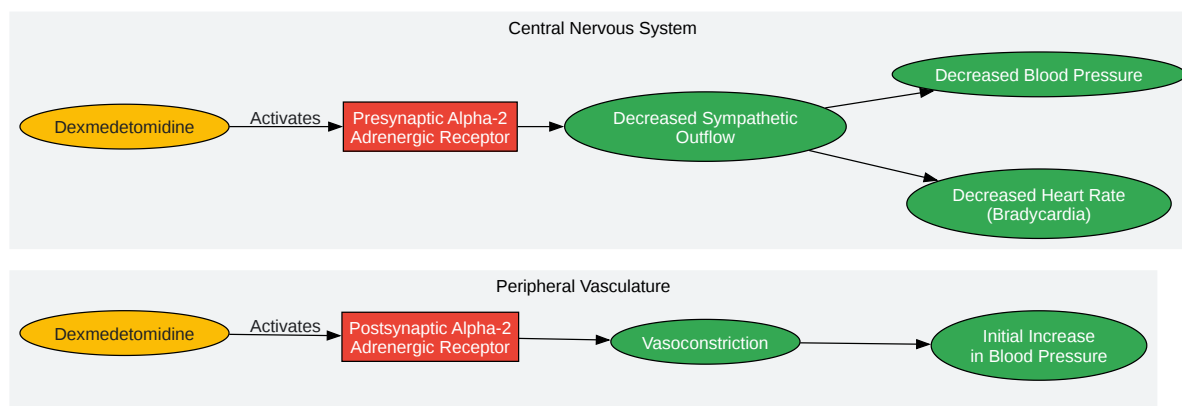 Central Nervous System
Dexmedetomidine
Activates
Presynaptic Alpha-2
Adrenergic Receptor
Decreased Sympathetic
Outflow
Decreased Blood Pressure
Decreased Heart Rate
(Bradycardia)
Peripheral Vasculature
Dexmedetomidine
Activates
Postsynaptic Alpha-2
Adrenergic Receptor
Vasoconstriction
Initial Increase
in Blood Pressure